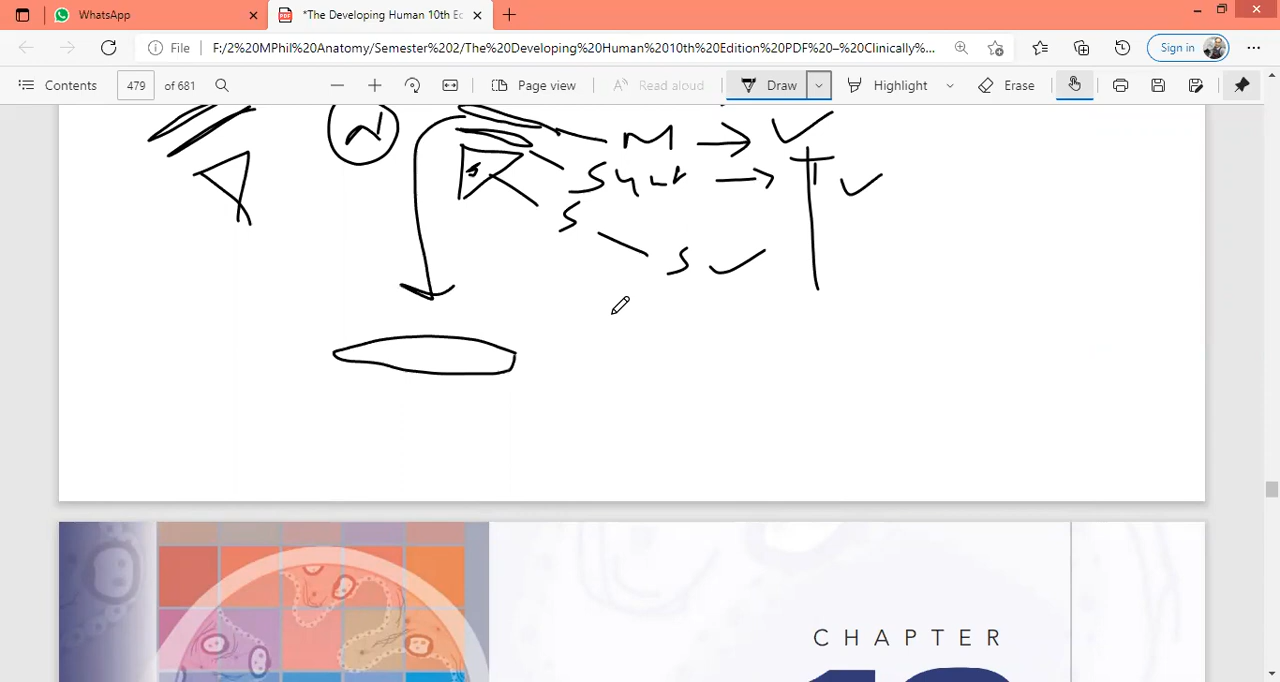 WhatsApp
*The Developing Human 10th Ec
File
F:/2%20MPhil%20Anatomy/Semester%202/The%20Developing%20Human%2010th%20Edition%20PDF%20–%20Clinically%...
Sign in
Contents
479 of 681
Page view
Read aloud
Draw
Highlight
Erase
M
S
S
S
CHAPTER